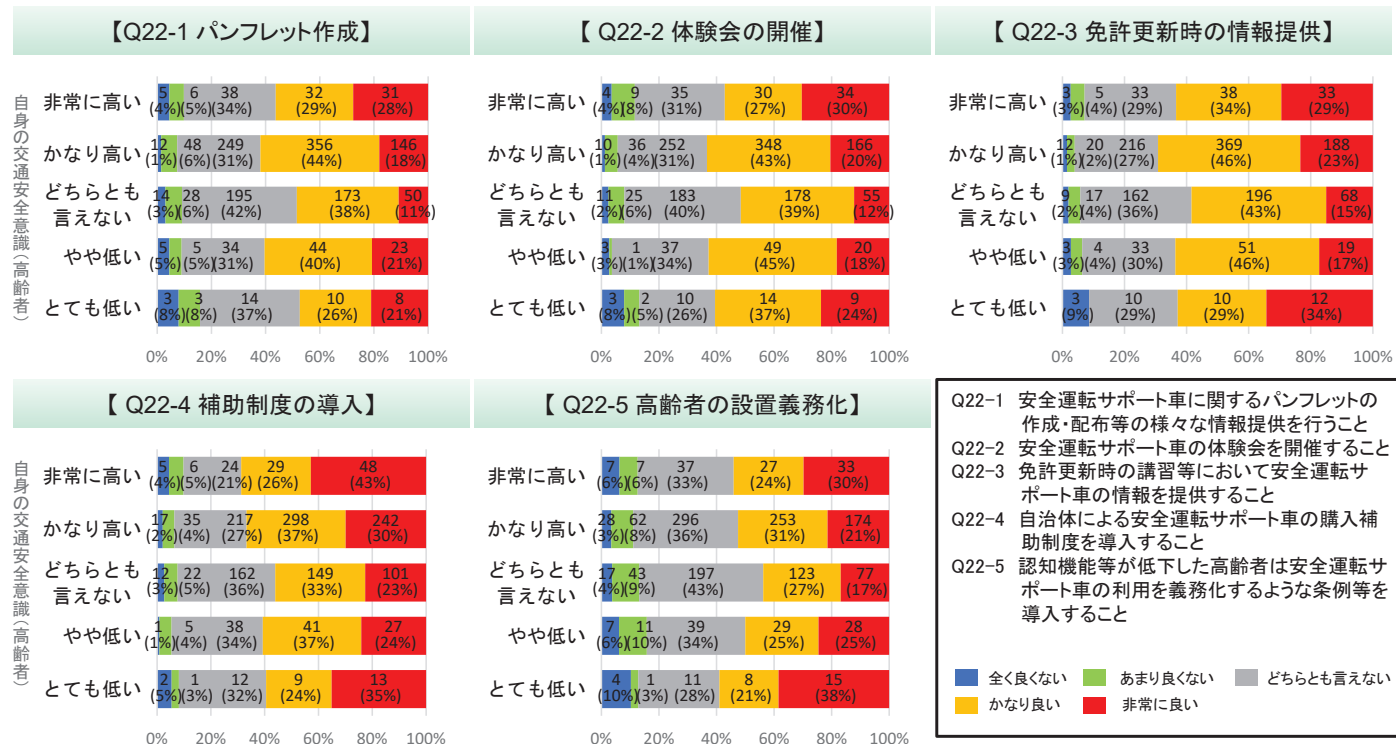 【Q22-1 パンフレット作成】
【 Q22-2 体験会の開催】
【 Q22-3 免許更新時の情報提供】
自身の交通安全意識(高齢者)
非常に高い
5 6 38 32 31
(4%)(5%)(34%) (29%) (28%)
かなり高い
12 48 249 356 146
(1%) (6%) (31%) (44%) (18%)
どちらとも
言えない
14 28 195 173 50
(3%) (6%) (42%) (38%) (11%)
やや低い
5 5 34 44 23
(5%) (5%)(31%) (40%) (21%)
とても低い
3 3 14 10 8
(8%) (8%) (37%) (26%) (21%)
0% 20% 40% 60% 80% 100%
非常に高い
4 9 35 30 34
(4%)(8%) (31%) (27%) (30%)
かなり高い
10 36 252 348 166
(1%) (4%) (31%) (43%) (20%)
どちらとも
言えない
11 25 183 178 55
(2%) (6%) (40%) (39%) (12%)
やや低い
3 1 37 49 20
(3%) (1%) (34%) (45%) (18%)
とても低い
3 2 10 14 9
(8%) (5%) (26%) (37%) (24%)
0% 20% 40% 60% 80% 100%
非常に高い
3 5 33 38 33
(3%) (4%) (29%) (34%) (29%)
かなり高い
12 20 216 369 188
(1%) (2%) (27%) (46%) (23%)
どちらとも
言えない
9 17 162 196 68
(2%)(4%) (36%) (43%) (15%)
やや低い
3 4 33 51 19
(3%) (4%) (30%) (46%) (17%)
とても低い
3 10 10 12
(9%) (29%) (29%) (34%)
0% 20% 40% 60% 80% 100%
【 Q22-4 補助制度の導入】
【 Q22-5 高齢者の設置義務化】
自身の交通安全意識(高齢者)
非常に高い
5 6 24 29 48
(4%)(5%)(21%) (26%) (43%)
かなり高い
17 35 217 298 242
(2%) (4%) (27%) (37%) (30%)
どちらとも
言えない
12 22 162 149 101
(3%) (5%) (36%) (33%) (23%)
やや低い
1 5 38 41 27
(1%) (4%) (34%) (37%) (24%)
とても低い
2 1 12 9 13
(5%) (3%) (32%) (24%) (35%)
0% 20% 40% 60% 80% 100%
非常に高い
7 7 37 27 33
(6%) (6%) (33%) (24%) (30%)
かなり高い
28 62 296 253 174
(3%) (8%) (36%) (31%) (21%)
どちらとも
言えない
17 43 197 123 77
(4%) (9%) (43%) (27%) (17%)
やや低い
7 11 39 29 28
(6%) (10%) (34%) (25%) (25%)
とても低い
4 1 11 8 15
(10%) (3%) (28%) (21%) (38%)
0% 20% 40% 60% 80% 100%
Q22-1 安全運転サポート車に関するパンフレットの
作成・配布等の様々な情報提供を行うこと
Q22-2 安全運転サポート車の体験会を開催すること
Q22-3 免許更新時の講習等において安全運転サ
ポート車の情報を提供すること
Q22-4 自治体による安全運転サポート車の購入補
助制度を導入すること
Q22-5 認知機能等が低下した高齢者は安全運転サ
ポート車の利用を義務化するような条例等を
導入すること
全く良くない あまり良くない どちらとも言えない
かなり良い 非常に良い